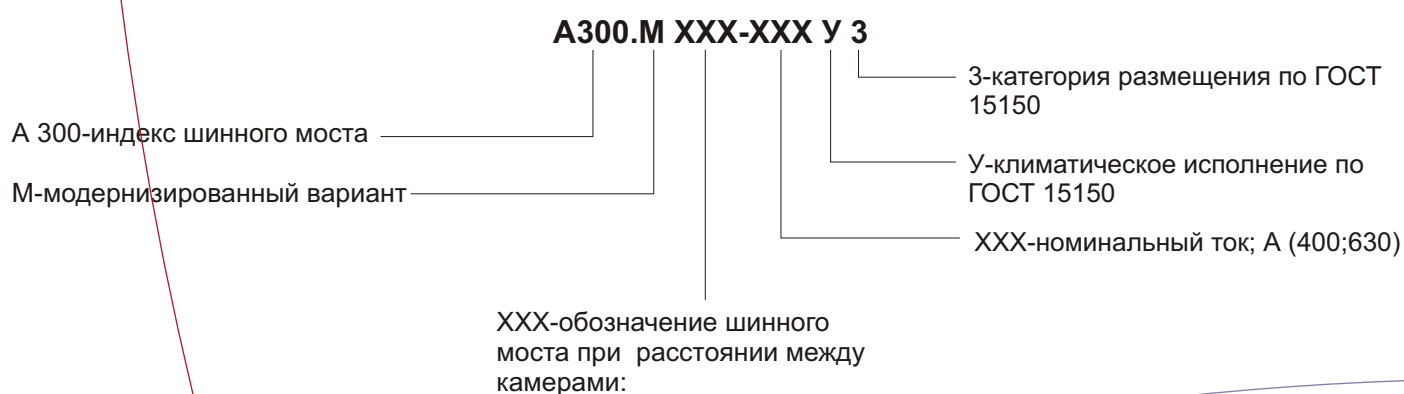 А300.М ХХХ-ХХХ У 3
3-категория размещения по ГОСТ
15150
А 300-индекс шинного моста
У-климатическое исполнение по
ГОСТ 15150
М-модернизированный вариант
ХХХ-номинальный ток; А (400;630)
ХХХ-обозначение шинного
моста при расстоянии между
камерами: